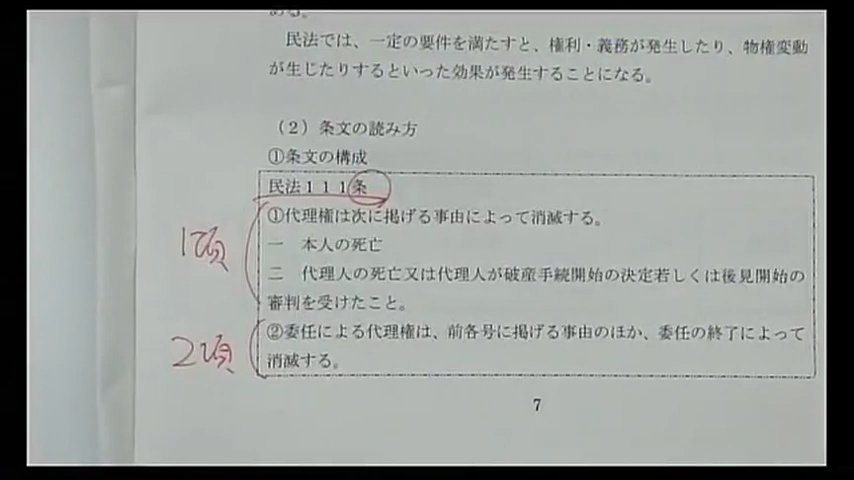 ある。
民法では、一定の要件を満たすと、権利・義務が発生したり、物権変動
が生じたりするといった効果が発生することになる。
（２）条文の読み方
①条文の構成
民法１１１条
①代理権は次に掲げる事由によって消滅する。
一　本人の死亡
二　代理人の死亡又は代理人が破産手続開始の決定若しくは後見開始の
審判を受けたこと。
1項
②委任による代理権は、前各号に掲げる事由のほか、委任の終了によって
消滅する。
2項
7